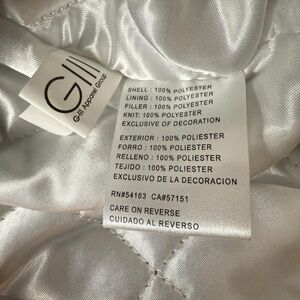 G-III
G-III Apparel Group
SHELL : 100% POLYESTER
LINING : 100% POLYESTER
FILLER : 100% POLYESTER
KNIT: 100% POLYESTER
EXCLUSIVE OF DECORATION
EXTERIOR : 100% POLIESTER
FORRO : 100% POLIESTER
RELLENO : 100% POLIESTER
TEJIDO : 100% POLIESTER
EXCLUSIVO DE LA DECORACION
RN#54163 CA#57151
CARE ON REVERSE
CUIDADO AL REVERSO